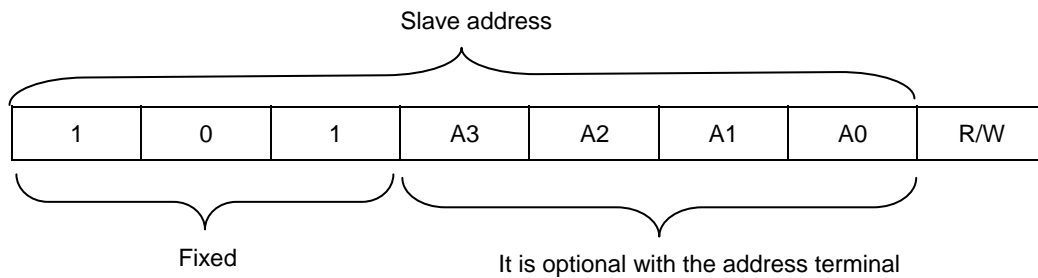 Slave address
1 0 1 A3 A2 A1 A0 R/W
Fixed
It is optional with the address terminal